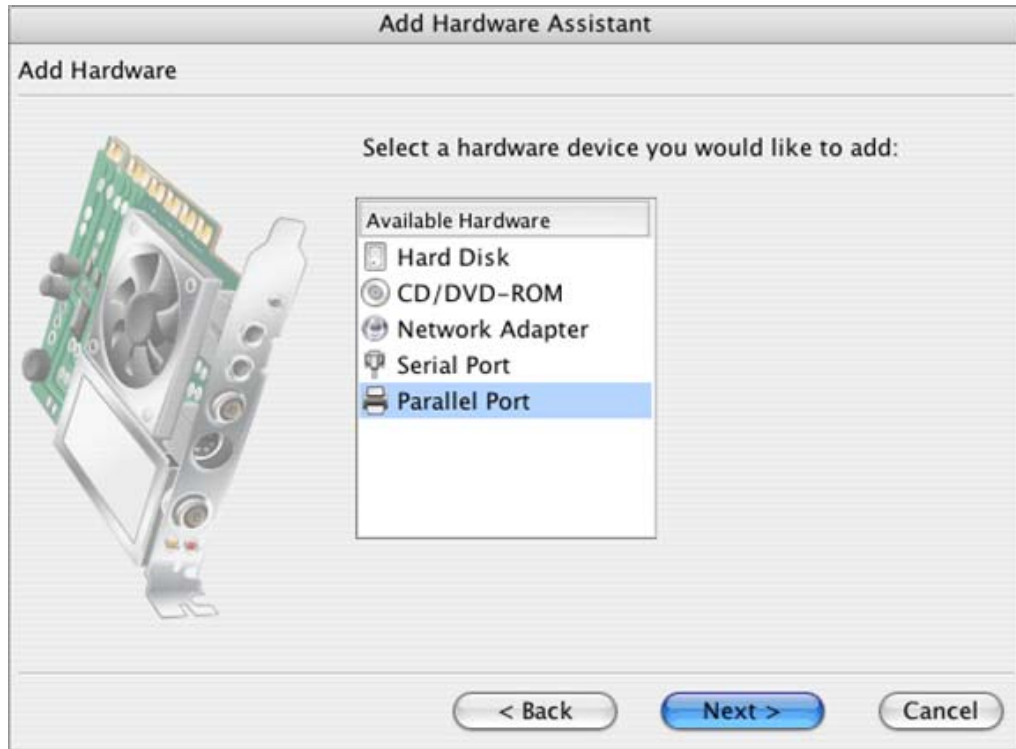 Add Hardware Assistant
Add Hardware
Select a hardware device you would like to add:
Available Hardware
Hard Disk
CD/DVD-ROM
Network Adapter
Serial Port
Parallel Port
< Back
Next >
Cancel